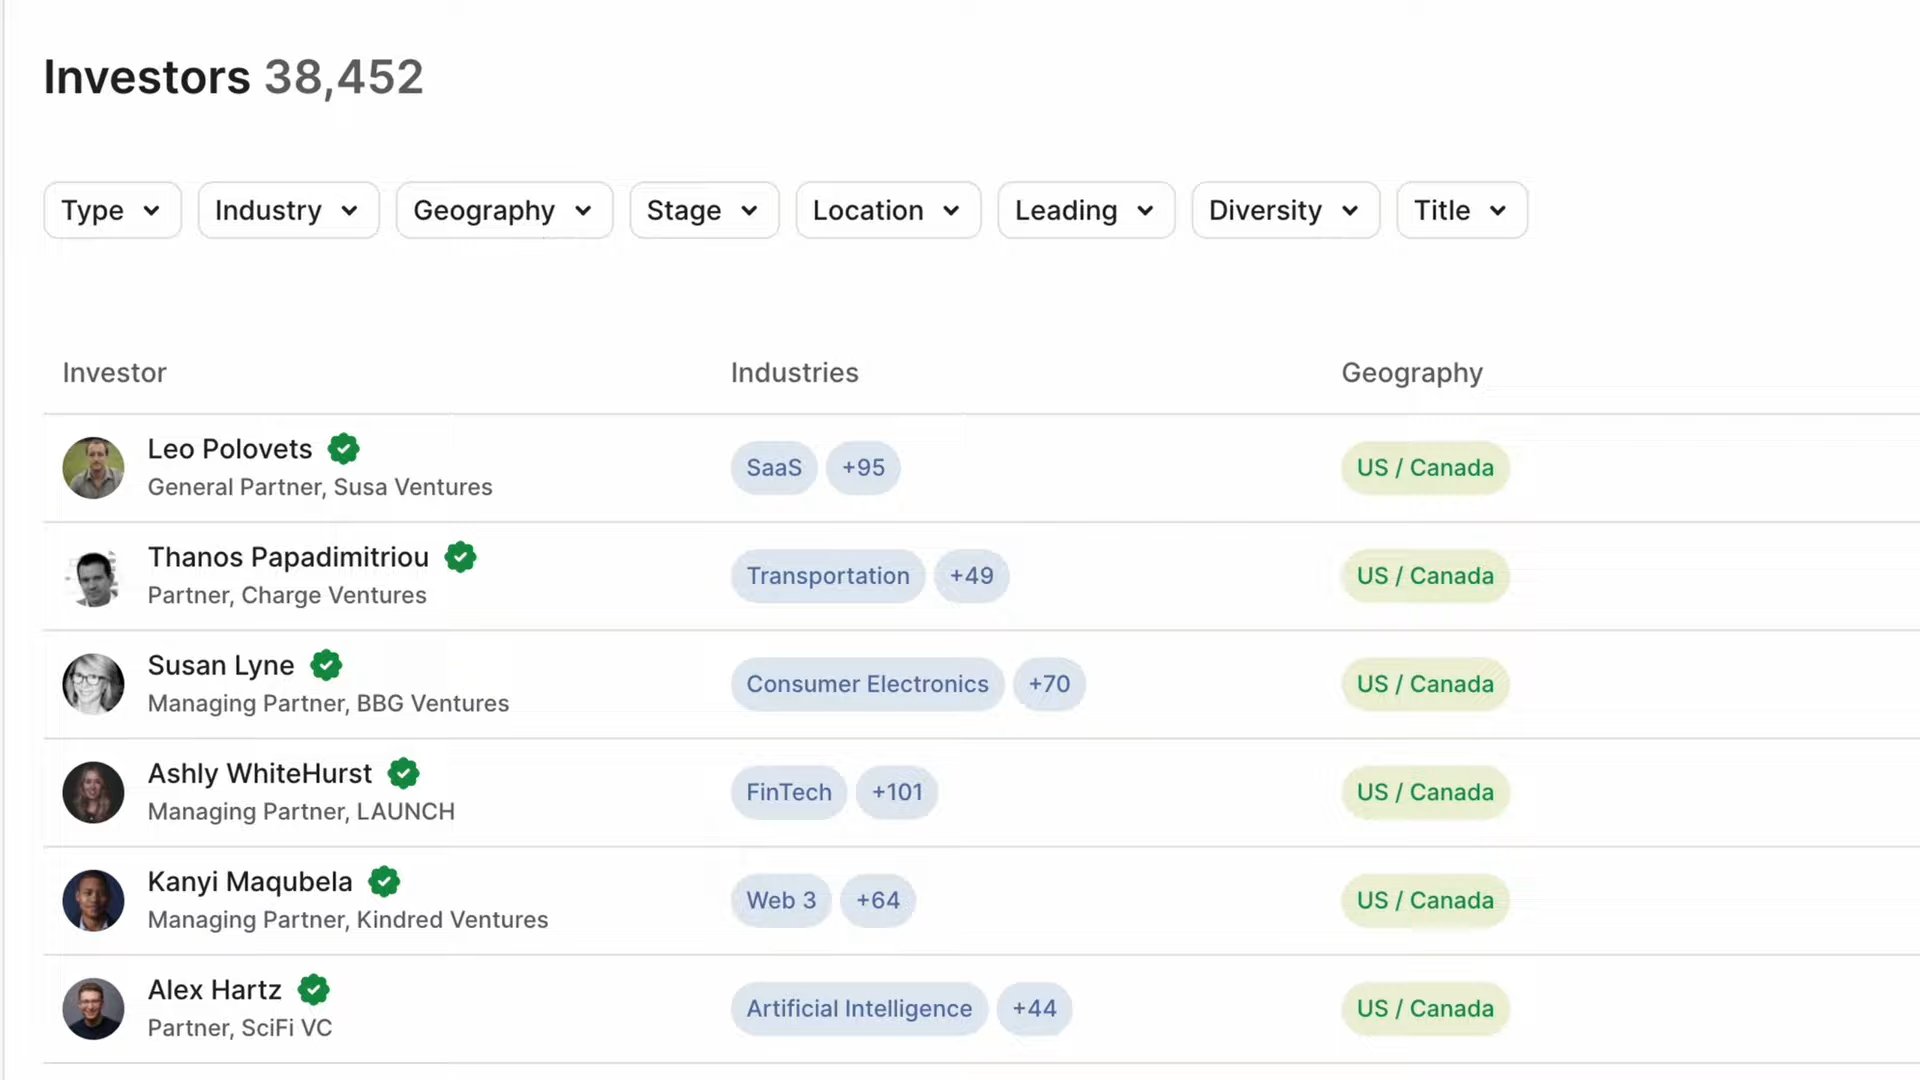 Investors 38,452
Type Industry Geography Stage Location Leading Diversity Title
Investor Industries Geography
Leo Polovets
General Partner, Susa Ventures
SaaS +95 US / Canada
Thanos Papadimitriou
Partner, Charge Ventures
Transportation +49 US / Canada
Susan Lyne
Managing Partner, BBG Ventures
Consumer Electronics +70 US / Canada
Ashly WhiteHurst
Managing Partner, LAUNCH
FinTech +101 US / Canada
Kanyi Maqubela
Managing Partner, Kindred Ventures
Web 3 +64 US / Canada
Alex Hartz
Partner, SciFi VC
Artificial Intelligence +44 US / Canada